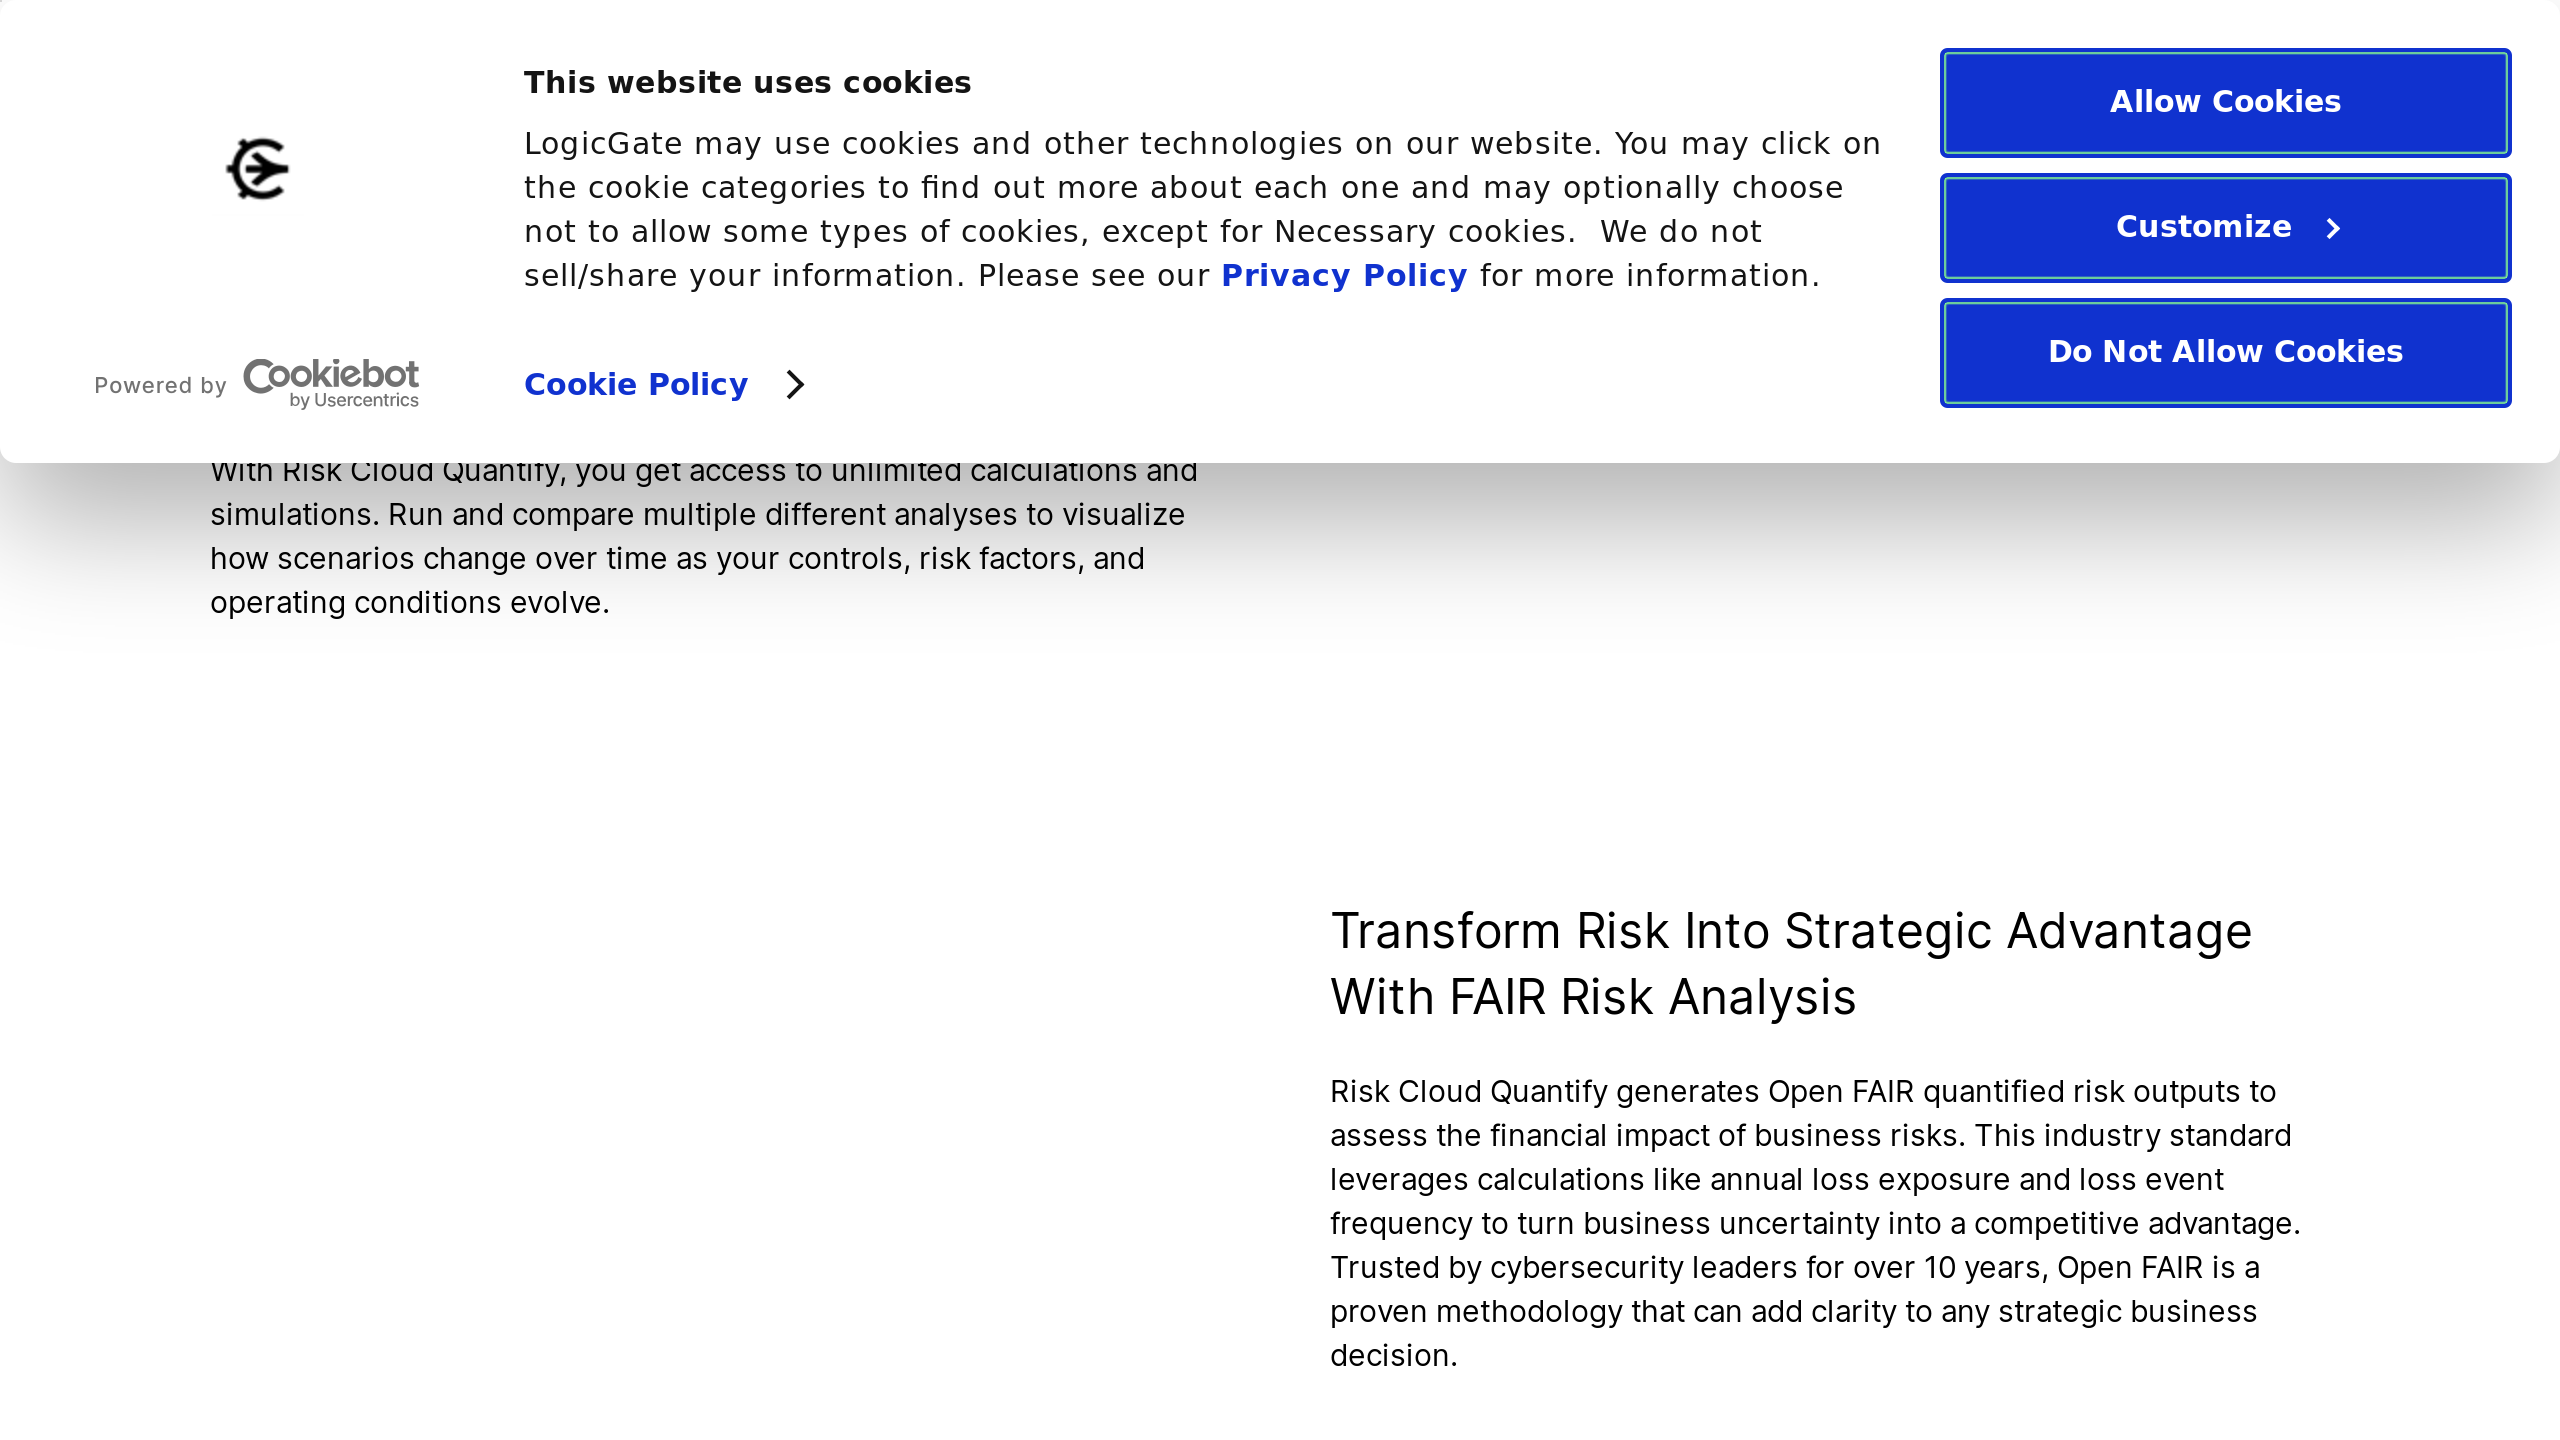 This website uses cookies
LogicGate may use cookies and other technologies on our website. You may click on
the cookie categories to find out more about each one and may optionally choose
not to allow some types of cookies, except for Necessary cookies.  We do not
sell/share your information. Please see our Privacy Policy for more information.
Powered by Cookiebot
by Usercentrics
Cookie Policy
Allow Cookies
Customize
Do Not Allow Cookies
With Risk Cloud Quantify, you get access to unlimited calculations and
simulations. Run and compare multiple different analyses to visualize
how scenarios change over time as your controls, risk factors, and
operating conditions evolve.
Transform Risk Into Strategic Advantage
With FAIR Risk Analysis
Risk Cloud Quantify generates Open FAIR quantified risk outputs to
assess the financial impact of business risks. This industry standard
leverages calculations like annual loss exposure and loss event
frequency to turn business uncertainty into a competitive advantage.
Trusted by cybersecurity leaders for over 10 years, Open FAIR is a
proven methodology that can add clarity to any strategic business
decision.